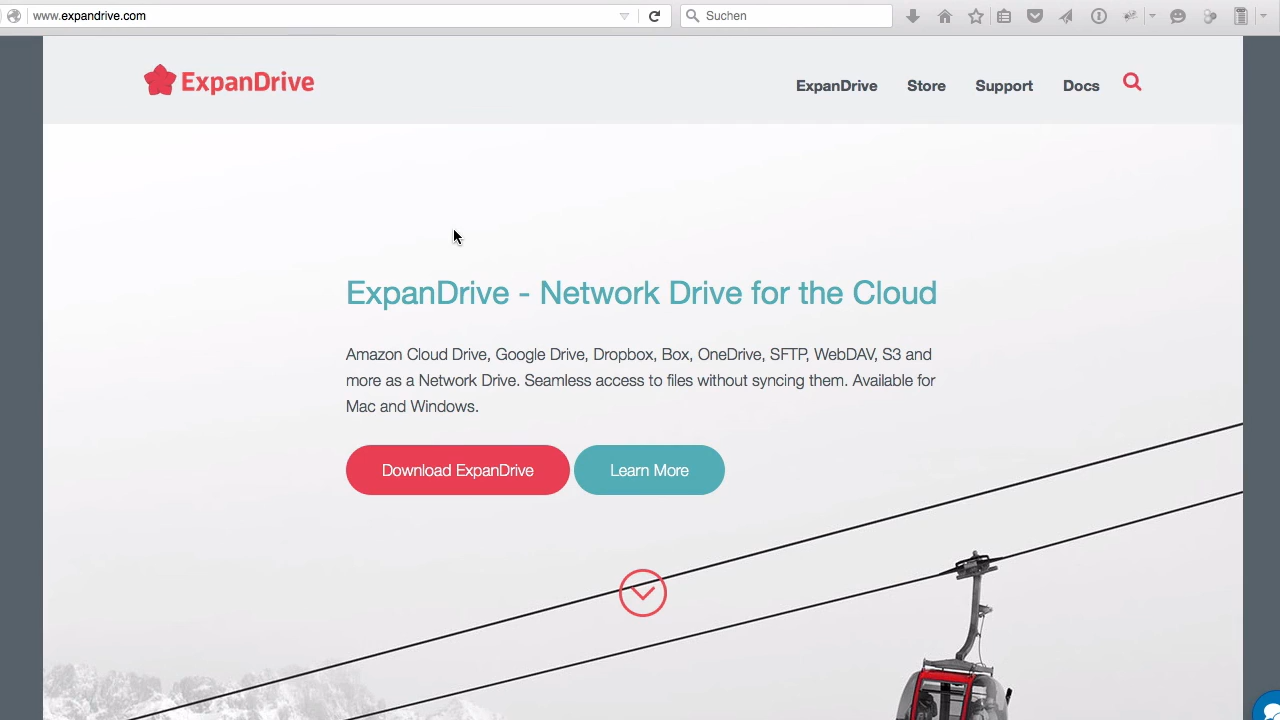 www.expandrive.com
Suchen
ExpanDrive
ExpanDrive Store Support Docs
ExpanDrive - Network Drive for the Cloud
Amazon Cloud Drive, Google Drive, Dropbox, Box, OneDrive, SFTP, WebDAV, S3 and
more as a Network Drive. Seamless access to files without syncing them. Available for
Mac and Windows.
Download ExpanDrive
Learn More